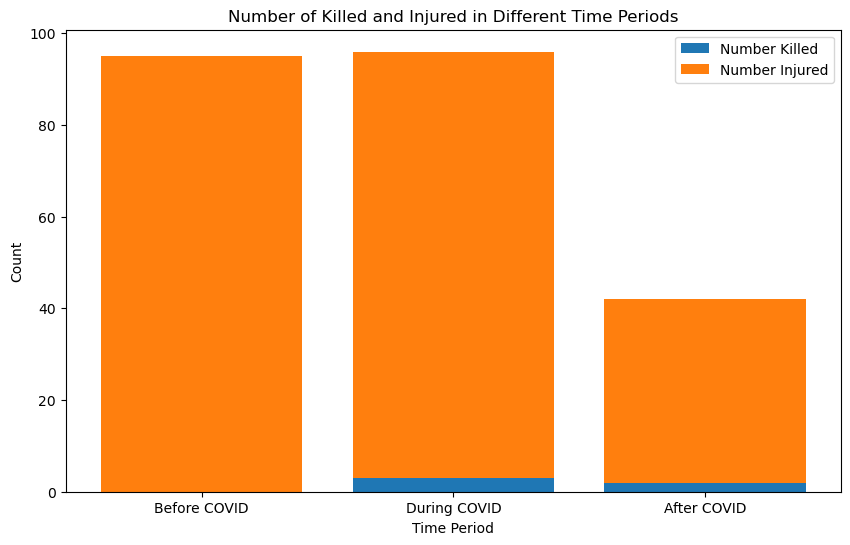 Number of Killed and Injured in Different Time Periods
Number Killed
Number Injured
100
80
60
40
20
0
Count
Before COVID
During COVID
After COVID
Time Period